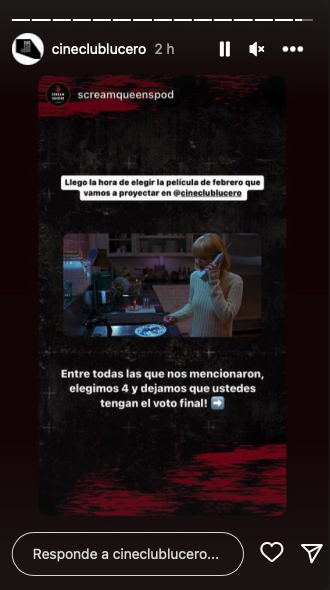 cineclublucero 2 h
screamqueenspod
Llego la hora de elegir la película de febrero que
vamos a proyectar en @cineclublucero
Entre todas las que nos mencionaron,
elegimos 4 y dejamos que ustedes
tengan el voto final! ➡️
Responde a cineclublucero...